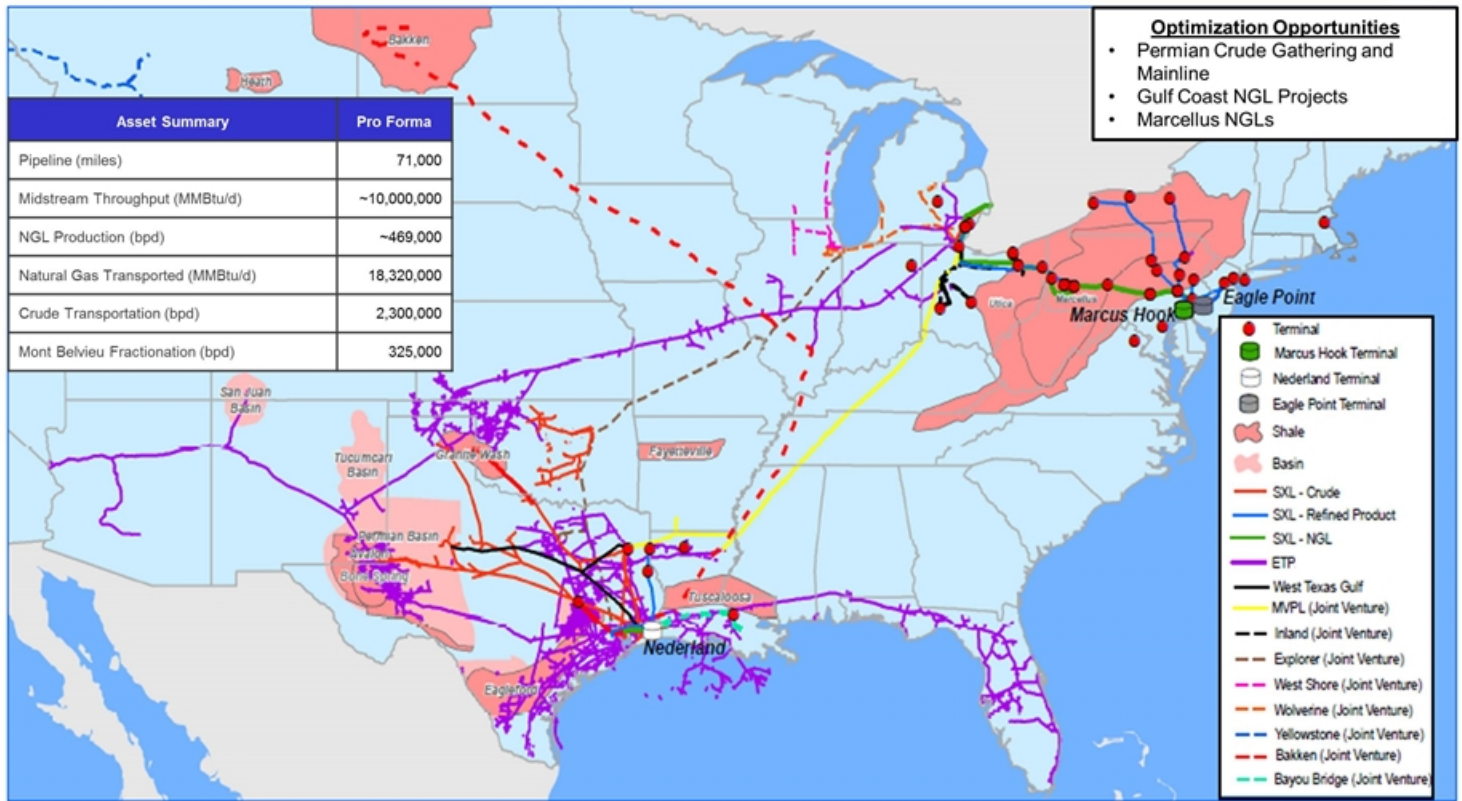 Optimization Opportunities
• Permian Crude Gathering and
Mainline
• Gulf Coast NGL Projects
• Marcellus NGLs
Bakken
Heath
Asset Summary Pro Forma
Pipeline (miles) 71,000
Midstream Throughput (MMBtu/d) ~10,000,000
NGL Production (bpd) ~469,000
Natural Gas Transported (MMBtu/d) 18,320,000
Crude Transportation (bpd) 2,300,000
Mont Belvieu Fractionation (bpd) 325,000
Utica
Marcellus
Eagle Point
Marcus Hook
San Juan
Basin
Tucumcari
Basin
Granite Wash
Fayetteville
Permian Basin
Avalon
Bone Spring
Tuscaloosa
Nederland
Eagleford
Terminal
Marcus Hook Terminal
Nederland Terminal
Eagle Point Terminal
Shale
Basin
SXL - Crude
SXL - Refined Product
SXL - NGL
ETP
West Texas Gulf
MVPL (Joint Venture)
Inland (Joint Venture)
Explorer (Joint Venture)
West Shore (Joint Venture)
Wolverine (Joint Venture)
Yellowstone (Joint Venture)
Bakken (Joint Venture)
Bayou Bridge (Joint Venture)